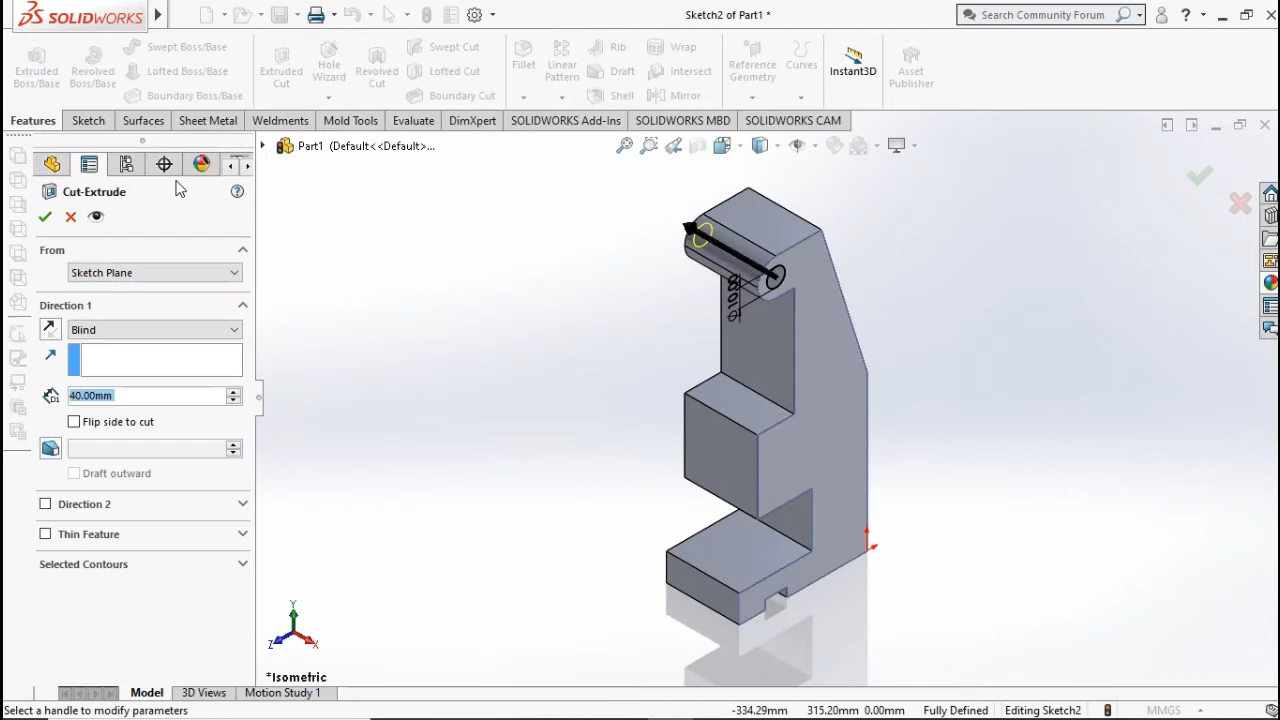 SOLIDWORKS
Sketch2 of Part1 *
Search Community Forum
Extruded Boss/Base
Revolved Boss/Base
Swept Boss/Base
Lofted Boss/Base
Boundary Boss/Base
Extruded Cut
Hole Wizard
Revolved Cut
Swept Cut
Lofted Cut
Boundary Cut
Fillet
Linear Pattern
Rib
Draft
Shell
Wrap
Intersect
Mirror
Reference Geometry
Curves
Instant3D
Asset Publisher
Features
Sketch
Surfaces
Sheet Metal
Weldments
Mold Tools
Evaluate
DimXpert
SOLIDWORKS Add-Ins
SOLIDWORKS MBD
SOLIDWORKS CAM
Part1 (Default<<Default>...
Cut-Extrude
From
Sketch Plane
Direction 1
Blind
40.00mm
Flip side to cut
Draft outward
Direction 2
Thin Feature
Selected Contours
Y
Z
X
*Isometric
Model
3D Views
Motion Study 1
Select a handle to modify parameters
-334.29mm
315.20mm 0.00mm
Fully Defined
Editing Sketch2
MMGS